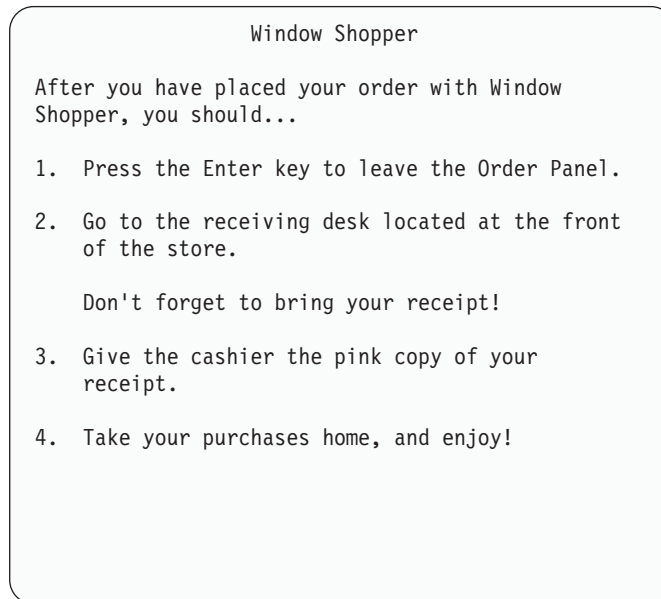 Window Shopper
After you have placed your order with Window
Shopper, you should...
1. Press the Enter key to leave the Order Panel.
2. Go to the receiving desk located at the front
of the store.
Don't forget to bring your receipt!
3. Give the cashier the pink copy of your
receipt.
4. Take your purchases home, and enjoy!